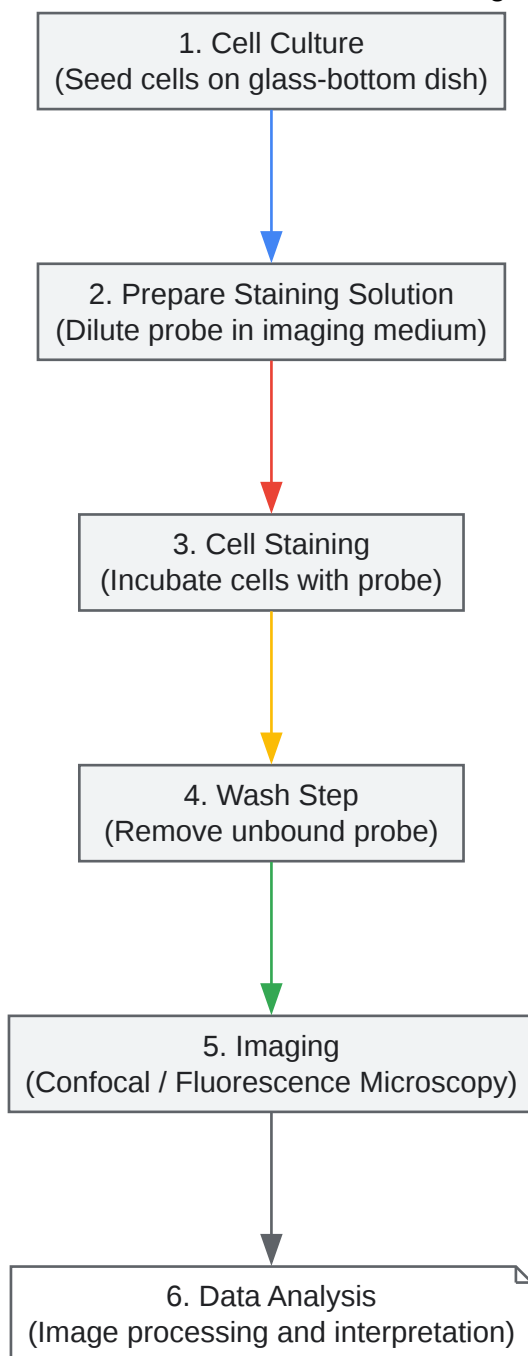 1. Cell Culture
(Seed cells on glass-bottom dish)
2. Prepare Staining Solution
(Dilute probe in imaging medium)
3. Cell Staining
(Incubate cells with probe)
4. Wash Step
(Remove unbound probe)
5. Imaging
(Confocal / Fluorescence Microscopy)
6. Data Analysis
(Image processing and interpretation)